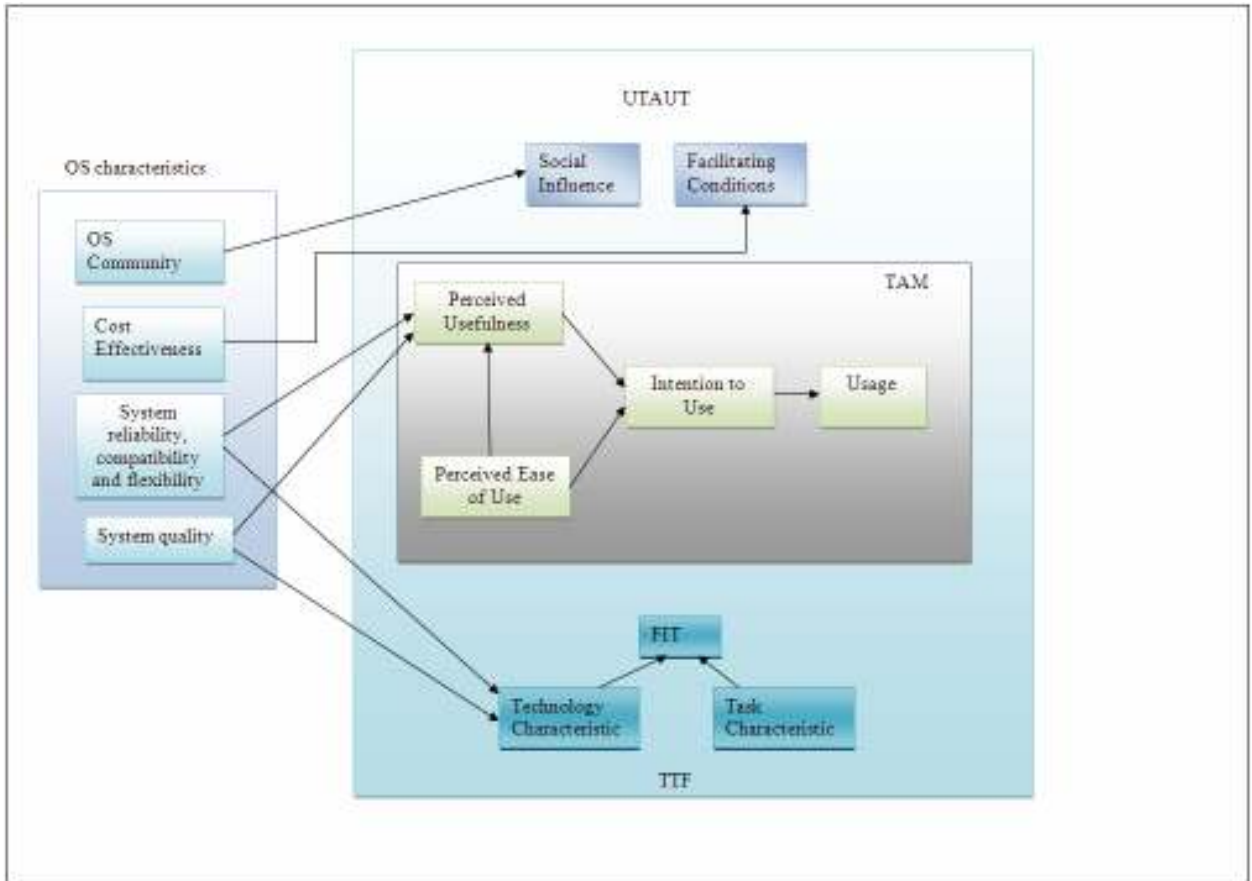 UTAUT
OS characteristics
Social
Influence
Facilitating
Conditions
OS
Community
TAM
Perceived
Usefulness
Cost
Effectiveness
Intention to
Use
Usage
System
reliability,
compatibility
and flexibility
Perceived Ease
of Use
System quality
FIT
Technology
Characteristic
Task
Characteristic
TTF